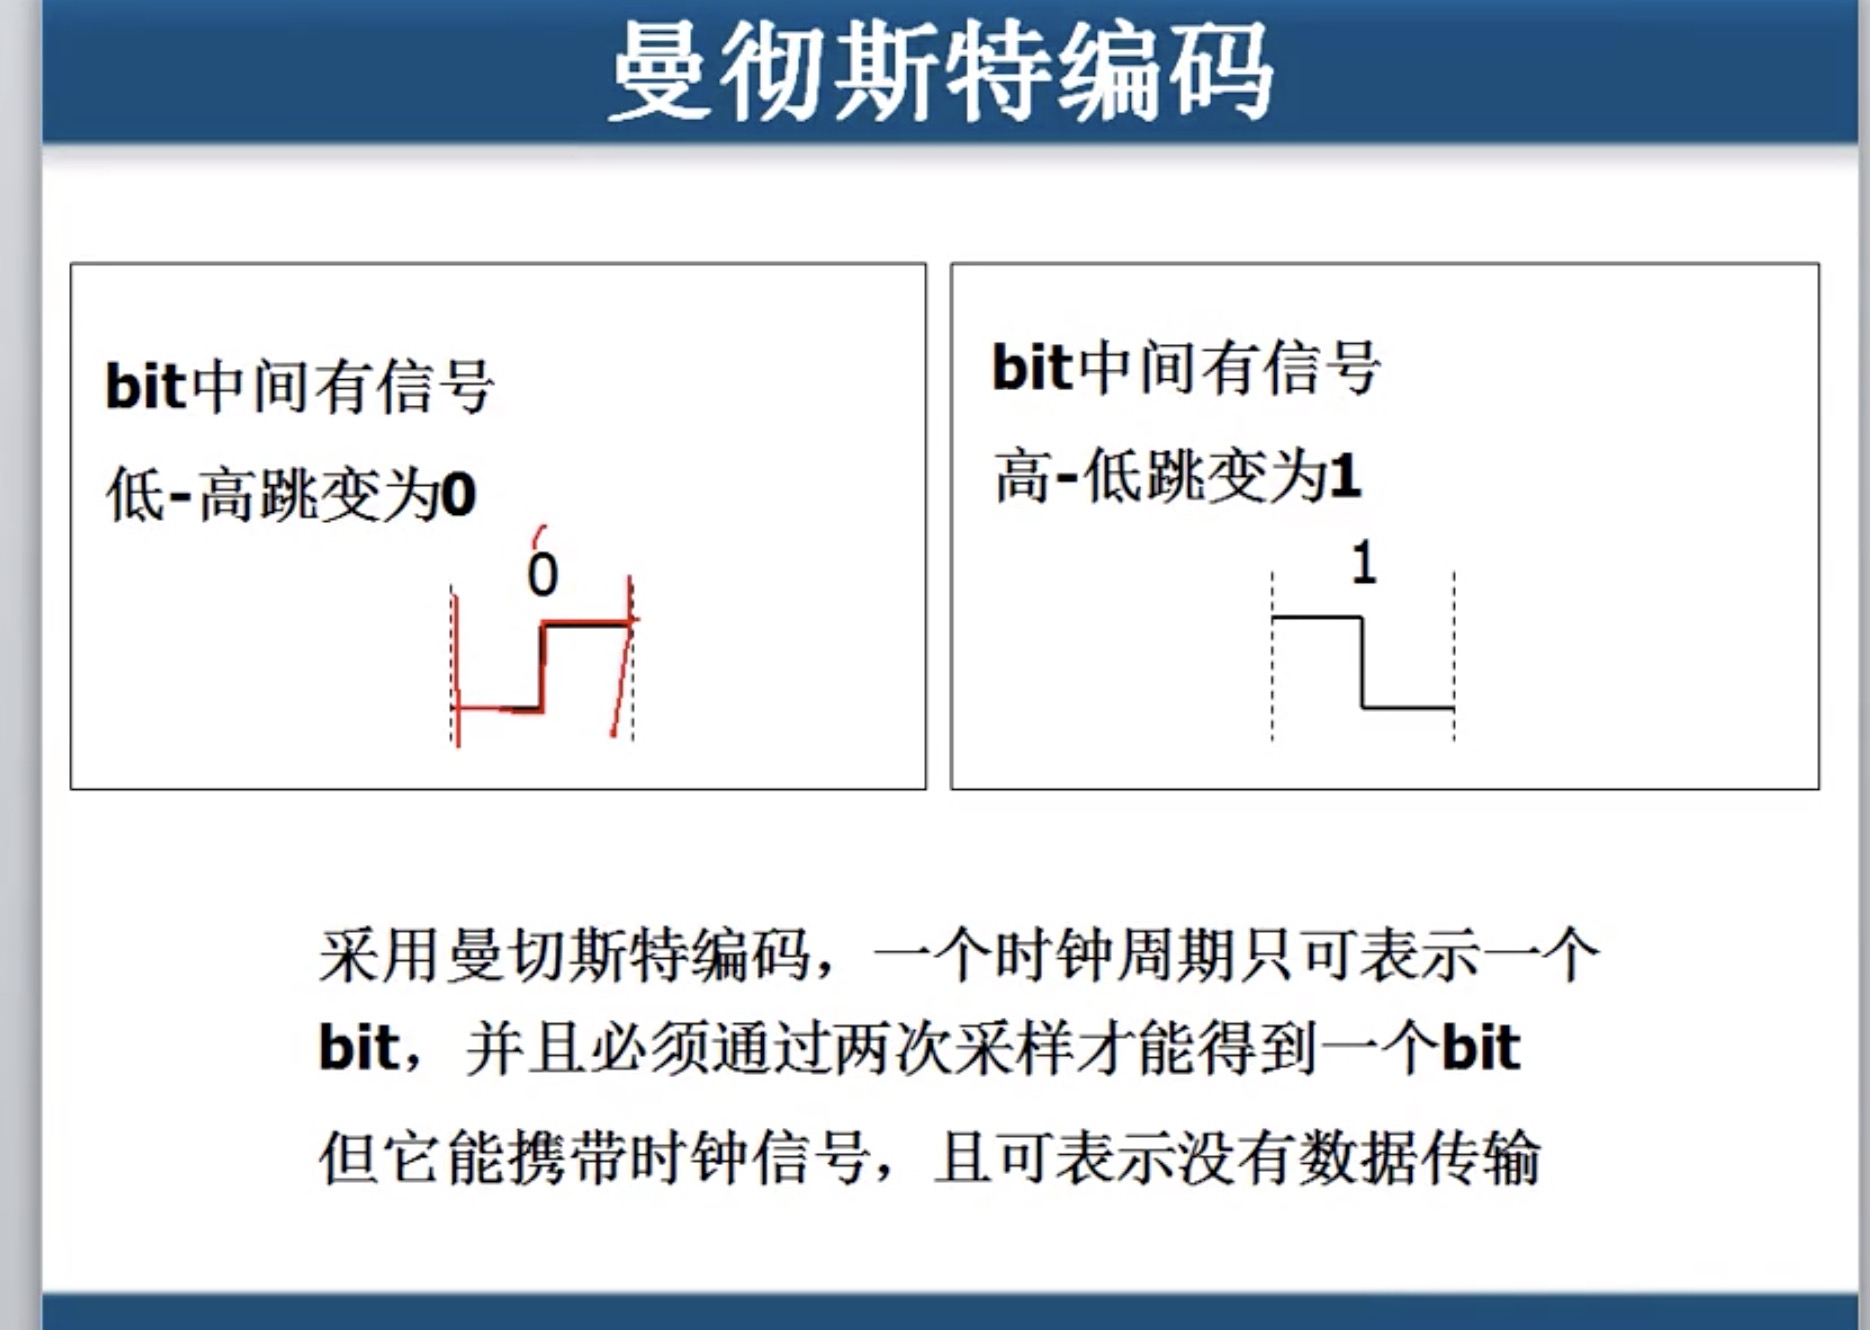 曼彻斯特编码
bit中间有信号
低-高跳变为0
0
bit中间有信号
高-低跳变为1
1
采用曼切斯特编码，一个时钟周期只可表示一个
bit，并且必须通过两次采样才能得到一个bit
但它能携带时钟信号，且可表示没有数据传输